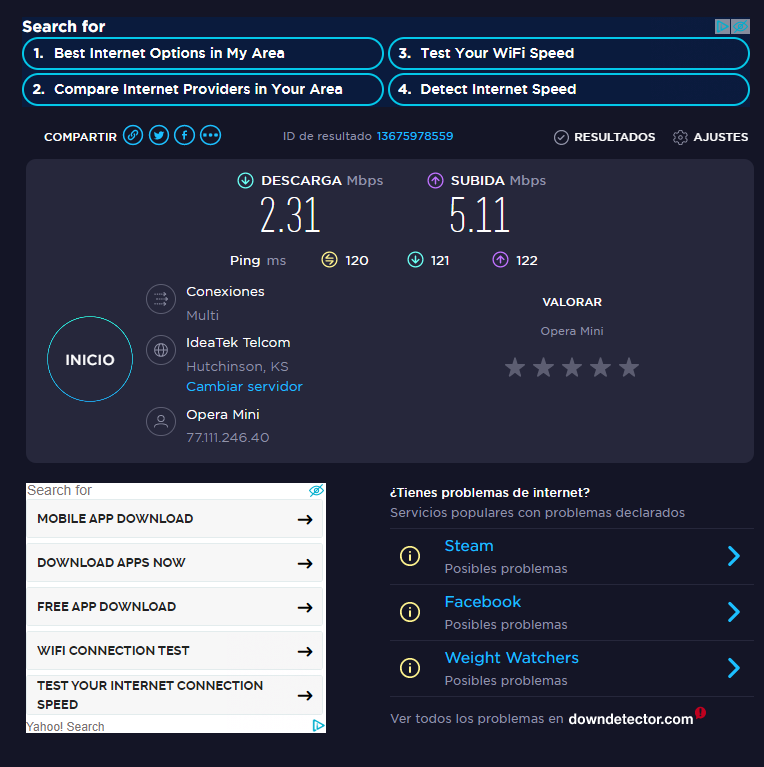 Search for
1. Best Internet Options in My Area
3. Test Your WiFi Speed
2. Compare Internet Providers in Your Area
4. Detect Internet Speed
COMPARTIR
ID de resultado 13675978559
RESULTADOS
AJUSTES
DESCARGA Mbps
2.31
SUBIDA Mbps
5.11
Ping ms
120
121
122
INICIO
Conexiones
Multi
IdeaTek Telcom
Hutchinson, KS
Cambiar servidor
Opera Mini
77.111.246.40
VALORAR
Opera Mini
Search for
MOBILE APP DOWNLOAD
DOWNLOAD APPS NOW
FREE APP DOWNLOAD
WIFI CONNECTION TEST
TEST YOUR INTERNET CONNECTION
SPEED
Yahoo! Search
¿Tienes problemas de internet?
Servicios populares con problemas declarados
Steam
Posibles problemas
Facebook
Posibles problemas
Weight Watchers
Posibles problemas
Ver todos los problemas en downdetector.com